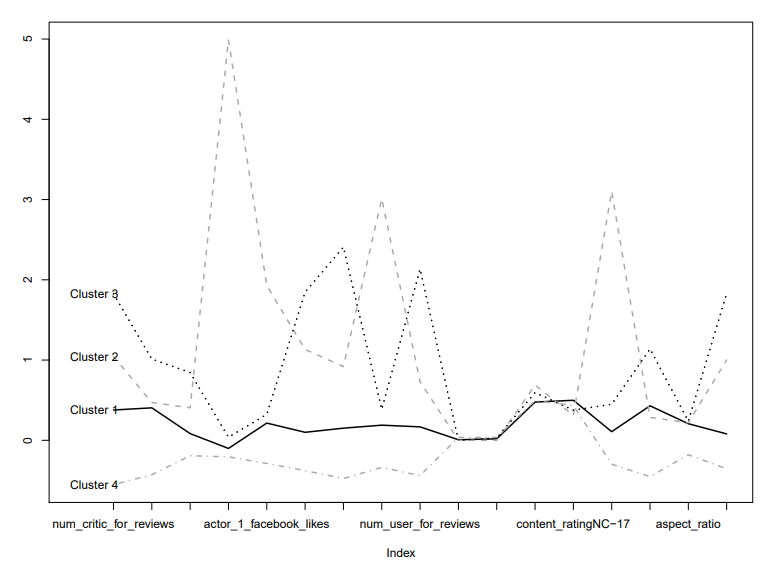 5
4
3
2
1
0
Cluster 3
Cluster 2
Cluster 1
Cluster 4
num_critic_for_reviews actor_1_facebook_likes num_user_for_reviews content_ratingNC−17 aspect_ratio
Index